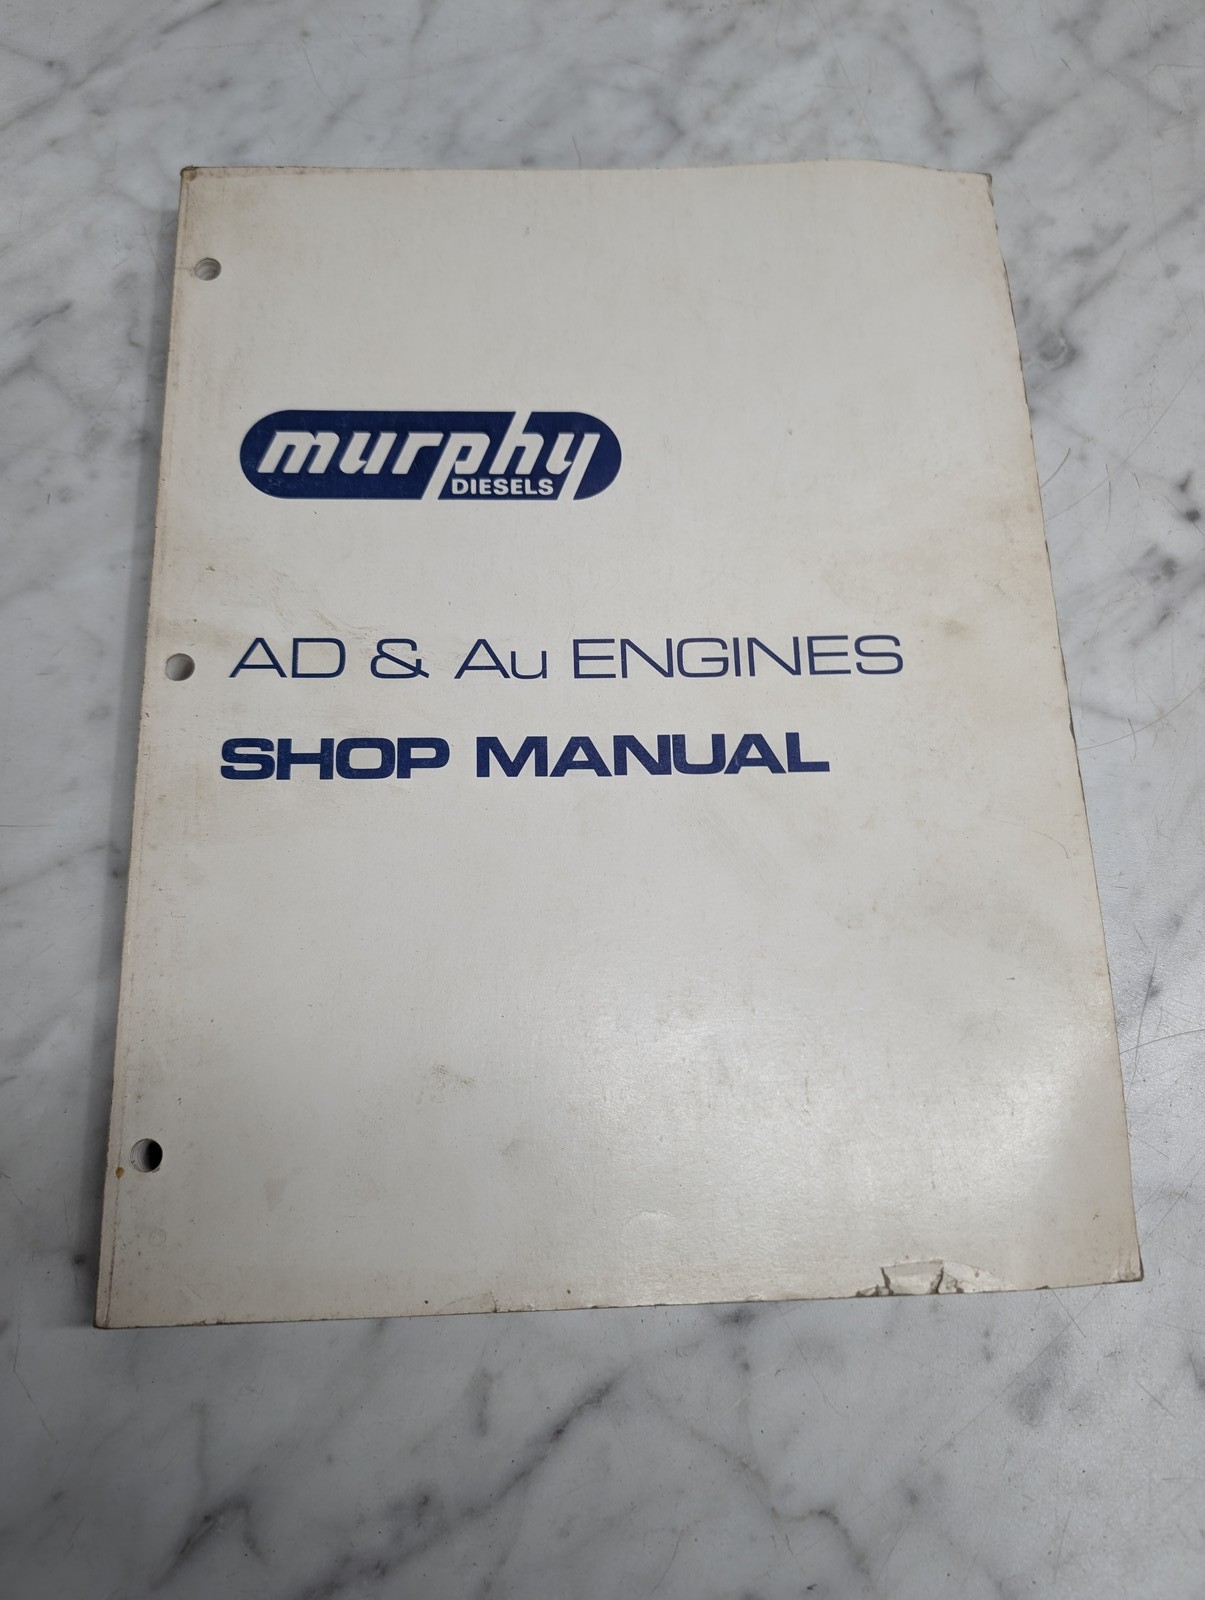 murphy
DIESELS
AD & Au ENGINES
SHOP MANUAL